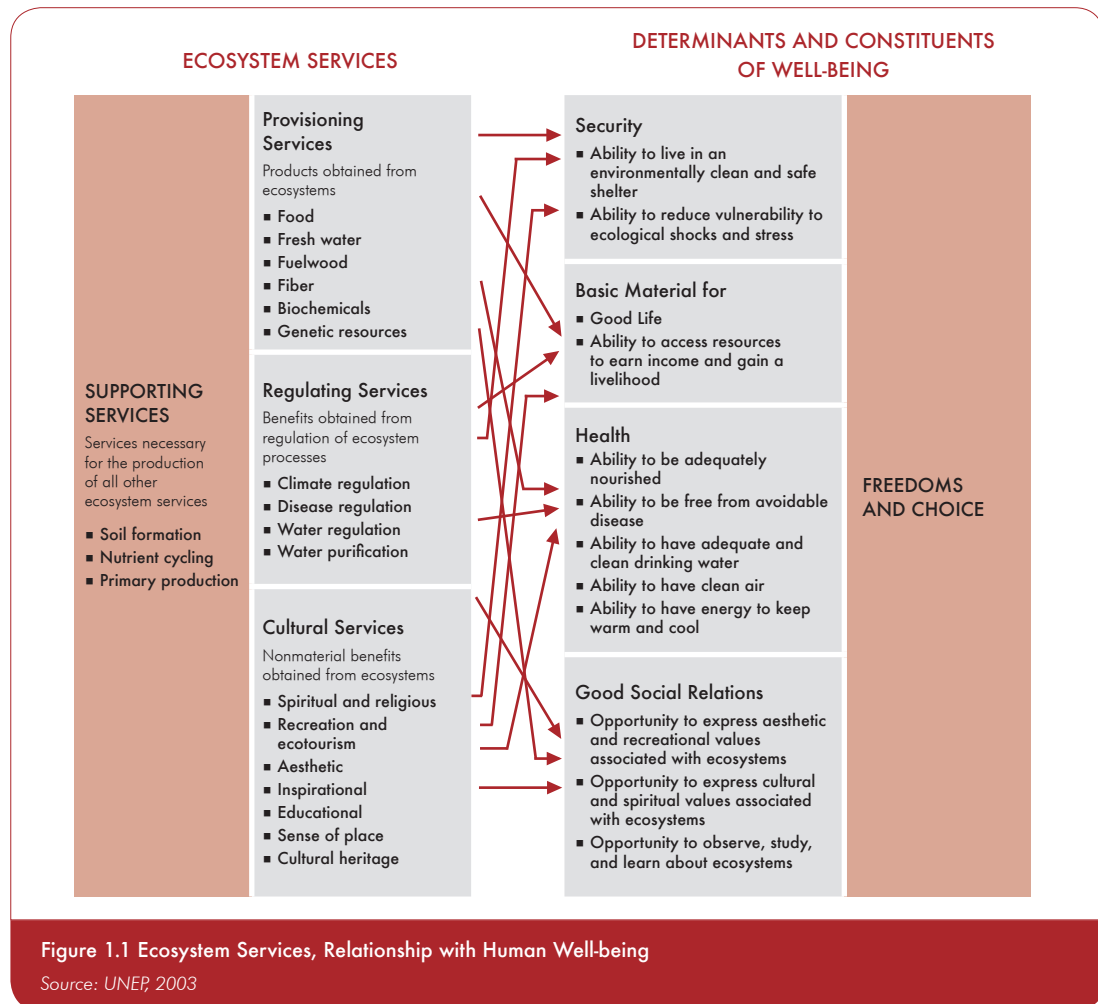 ECOSYSTEM SERVICES
DETERMINANTS AND CONSTITUENTS
OF WELL-BEING
SUPPORTING
SERVICES
Services necessary
for the production
of all other
ecosystem services
■ Soil formation
■ Nutrient cycling
■ Primary production
Provisioning
Services
Products obtained from
ecosystems
■ Food
■ Fresh water
■ Fuelwood
■ Fiber
■ Biochemicals
■ Genetic resources
Regulating Services
Benefits obtained from
regulation of ecosystem
processes
■ Climate regulation
■ Disease regulation
■ Water regulation
■ Water purification
Cultural Services
Nonmaterial benefits
obtained from ecosystems
■ Spiritual and religious
■ Recreation and
ecotourism
■ Aesthetic
■ Inspirational
■ Educational
■ Sense of place
■ Cultural heritage
Security
■ Ability to live in an
environmentally clean and safe
shelter
■ Ability to reduce vulnerability to
ecological shocks and stress
Basic Material for
■ Good Life
■ Ability to access resources
to earn income and gain a
livelihood
Health
■ Ability to be adequately
nourished
■ Ability to be free from avoidable
disease
■ Ability to have adequate and
clean drinking water
■ Ability to have clean air
■ Ability to have energy to keep
warm and cool
Good Social Relations
■ Opportunity to express aesthetic
and recreational values
associated with ecosystems
■ Opportunity to express cultural
and spiritual values associated
with ecosystems
■ Opportunity to observe, study,
and learn about ecosystems
FREEDOMS
AND CHOICE
Figure 1.1 Ecosystem Services, Relationship with Human Well-being
Source: UNEP, 2003